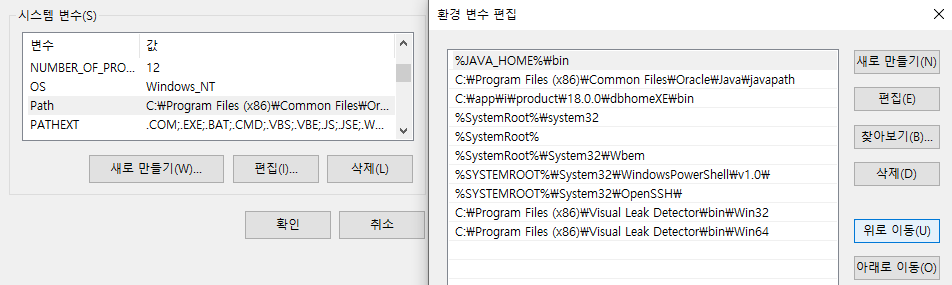 시스템 변수(S)
변수 값
NUMBER_OF_PRO... 12
OS Windows_NT
Path C:₩Program Files (x86)₩Common Files₩Or...
PATHEXT .COM;.EXE;.BAT;.CMD;.VBS;.VBE;.JS;.JSE;.W...
새로 만들기(W)... 편집(I)... 삭제(L)
확인 취소
환경 변수 편집
%JAVA_HOME%₩bin
C:₩Program Files (x86)₩Common Files₩Oracle₩Java₩javapath
C:₩app₩i₩product₩18.0.0₩dbhomeXE₩bin
%SystemRoot%₩system32
%SystemRoot%
%SystemRoot%₩System32₩Wbem
%SYSTEMROOT%₩System32₩WindowsPowerShell₩v1.0₩
%SYSTEMROOT%₩System32₩OpenSSH₩
C:₩Program Files (x86)₩Visual Leak Detector₩bin₩Win32
C:₩Program Files (x86)₩Visual Leak Detector₩bin₩Win64
새로 만들기(N)
편집(E)
찾아보기(B)...
삭제(D)
위로 이동(U)
아래로 이동(O)